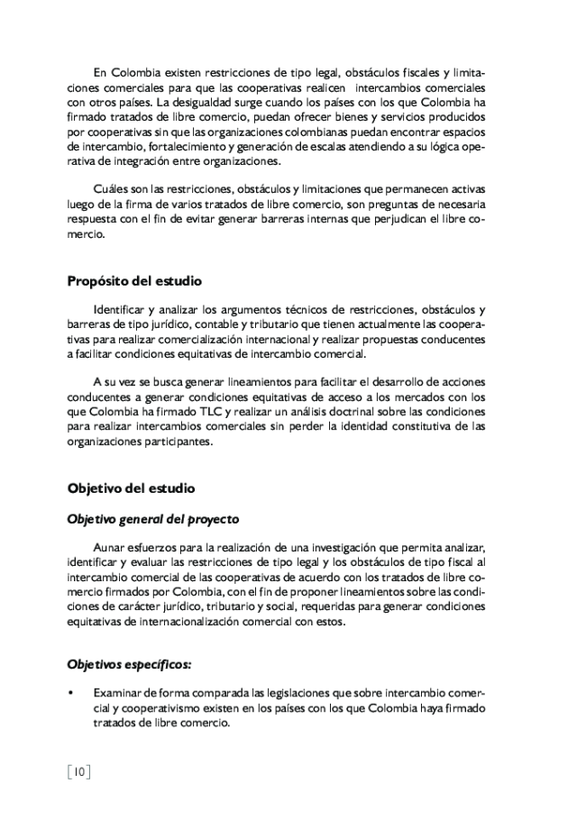 En Colombia existen restricciones de tipo legal, obstáculos fiscales y limita-
ciones comerciales para que las cooperativas realicen intercambios comerciales
con otros países. La desigualdad surge cuando los países con los que Colombia ha
firmado tratados de libre comercio, puedan ofrecer bienes y servicios producidos
por cooperativas sin que las organizaciones colombianas puedan encontrar espacios
de intercambio, fortalecimiento y generación de escalas atendiendo a su lógica ope-
rativa de integración entre organizaciones.
Cuáles son las restricciones, obstáculos y limitaciones que permanecen activas
luego de la firma de varios tratados de libre comercio, son preguntas de necesaria
respuesta con el fin de evitar generar barreras internas que perjudican el libre co-
mercio.
Propósito del estudio
Identificar y analizar los argumentos técnicos de restricciones, obstáculos y
barreras de tipo jurídico, contable y tributario que tienen actualmente las coopera-
tivas para realizar comercialización internacional y realizar propuestas conducentes
a facilitar condiciones equitativas de intercambio comercial.
A su vez se busca generar lineamientos para facilitar el desarrollo de acciones
conducentes a generar condiciones equitativas de acceso a los mercados con los
que Colombia ha firmado TLC y realizar un análisis doctrinal sobre las condiciones
para realizar intercambios comerciales sin perder la identidad constitutiva de las
organizaciones participantes.
Objetivo del estudio
Objetivo general del proyecto
Aunar esfuerzos para la realización de una investigación que permita analizar,
identificar y evaluar las restricciones de tipo legal y los obstáculos de tipo fiscal al
intercambio comercial de las cooperativas de acuerdo con los tratados de libre co-
mercio firmados por Colombia, con el fin de proponer lineamientos sobre las condi-
ciones de carácter jurídico, tributario y social, requeridas para generar condiciones
equitativas de internacionalización comercial con estos.
Objetivos específicos:
• Examinar de forma comparada las legislaciones que sobre intercambio comer-
cial y cooperativismo existen en los países con los que Colombia haya firmado
tratados de libre comercio.
[10]